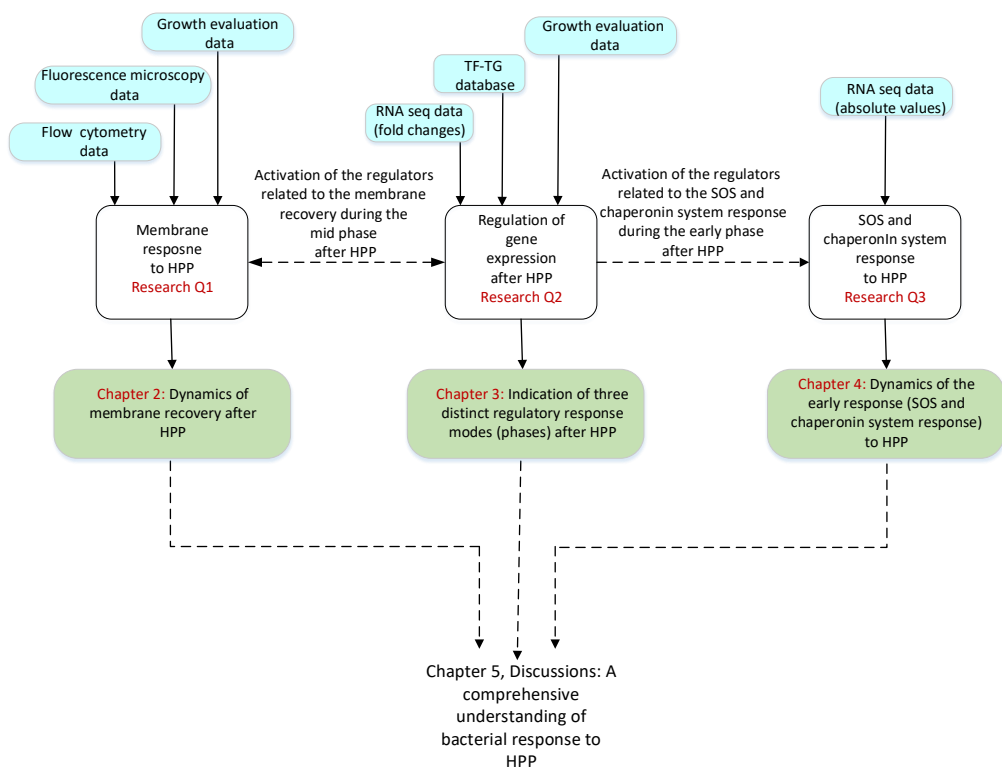 Growth evaluation
data
Fluorescence microscopy
data
Flow cytometry
data
Growth evaluation
data
TF-TG
database
RNA seq data
(fold changes)
RNA seq data
(absolute values)
Membrane
resposne
to HPP
Research Q1
Activation of the regulators
related to the membrane
recovery during the
mid phase
after HPP
Regulation of
gene
expression
after HPP
Research Q2
Activation of the regulators
related to the SOS and
chaperonin system response
during the early phase
after HPP
SOS and
chaperonIn system
response
to HPP
Research Q3
Chapter 2: Dynamics of
membrane recovery after
HPP
Chapter 3: Indication of three
distinct regulatory response
modes (phases) after HPP
Chapter 4: Dynamics of the
early response (SOS and
chaperonin system response)
to HPP
Chapter 5, Discussions: A
comprehensive
understanding of
bacterial response to
HPP